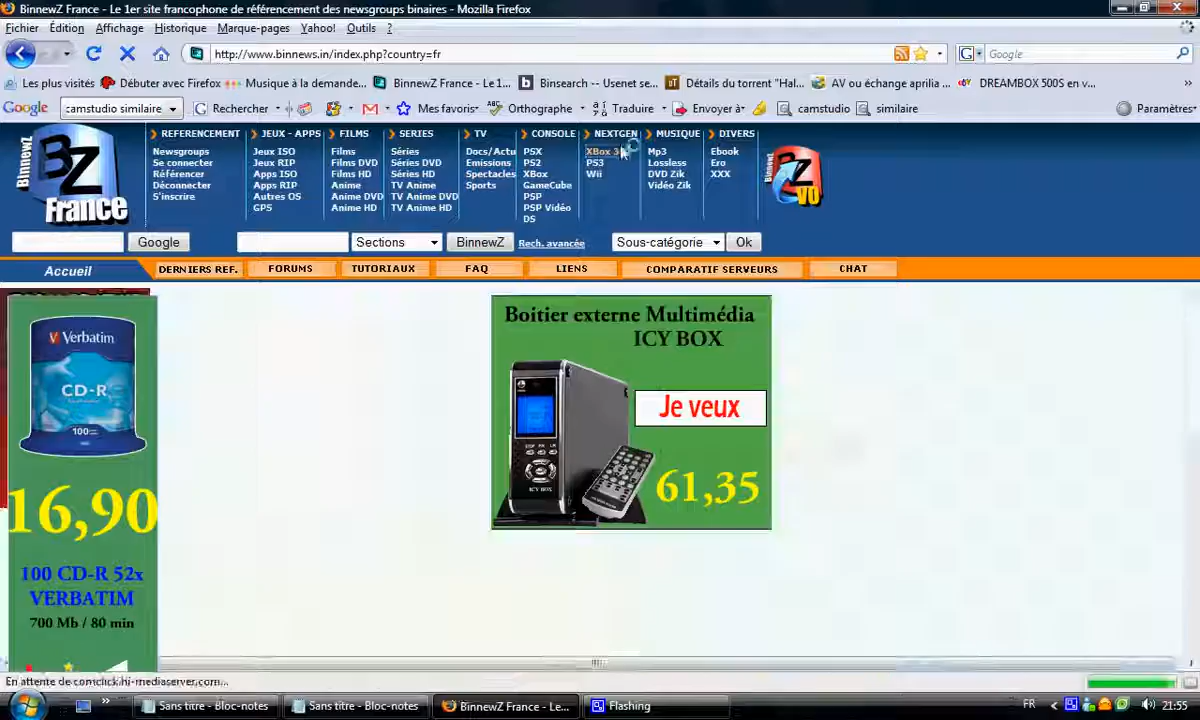 BinnewZ France - Le 1er site francophone de référencement des newsgroups binaires - Mozilla Firefox
Fichier Édition Affichage Historique Marque-pages Yahoo! Outils ?
http://www.binnews.in/index.php?country=fr
Google
Les plus visités Débuter avec Firefox Musique à la demande... BinnewZ France - Le 1... Binsearch -- Usenet se... Détails du torrent "Hal... AV ou échange aprilia ... DREAMBOX 500S en v...
Google camstudio similaire Rechercher Mes favoris Orthographe Traduire Envoyer à camstudio similaire Paramètres
REFERENCEMENT JEUX - APPS FILMS SERIES TV CONSOLE NEXTGEN MUSIQUE DIVERS
Newsgroups Jeux ISO Films Séries Docs/Actu PSX XBox 3 Mp3 Ebook
Se connecter Jeux RIP Films DVD Séries DVD Emissions PS2 PS3 Lossless Ero
Référencer Apps ISO Films HD Séries HD Spectacles XBox Wii DVD Zik XXX
Déconnecter Apps RIP Anime TV Anime Sports GameCube Vidéo Zik
S'inscrire Autres OS Anime DVD TV Anime DVD PSP
GPS Anime HD TV Anime HD PSP Vidéo
DS
BinnewZ
BZ
France
BinnewZ
VO
Google Sections BinnewZ Rech. avancée Sous-catégorie Ok
Accueil DERNIERS REF. FORUMS TUTORIAUX FAQ LIENS COMPARATIF SERVEURS CHAT
Verbatim
CD-R
100
16,90
100 CD-R 52x
VERBATIM
700 Mb / 80 min
Boitier externe Multimédia
ICY BOX
Je veux
ICY BOX
61,35
En attente de comclick.hi-mediaserver.com...
Sans titre - Bloc-notes Sans titre - Bloc-notes BinnewZ France - Le... Flashing FR 21:55